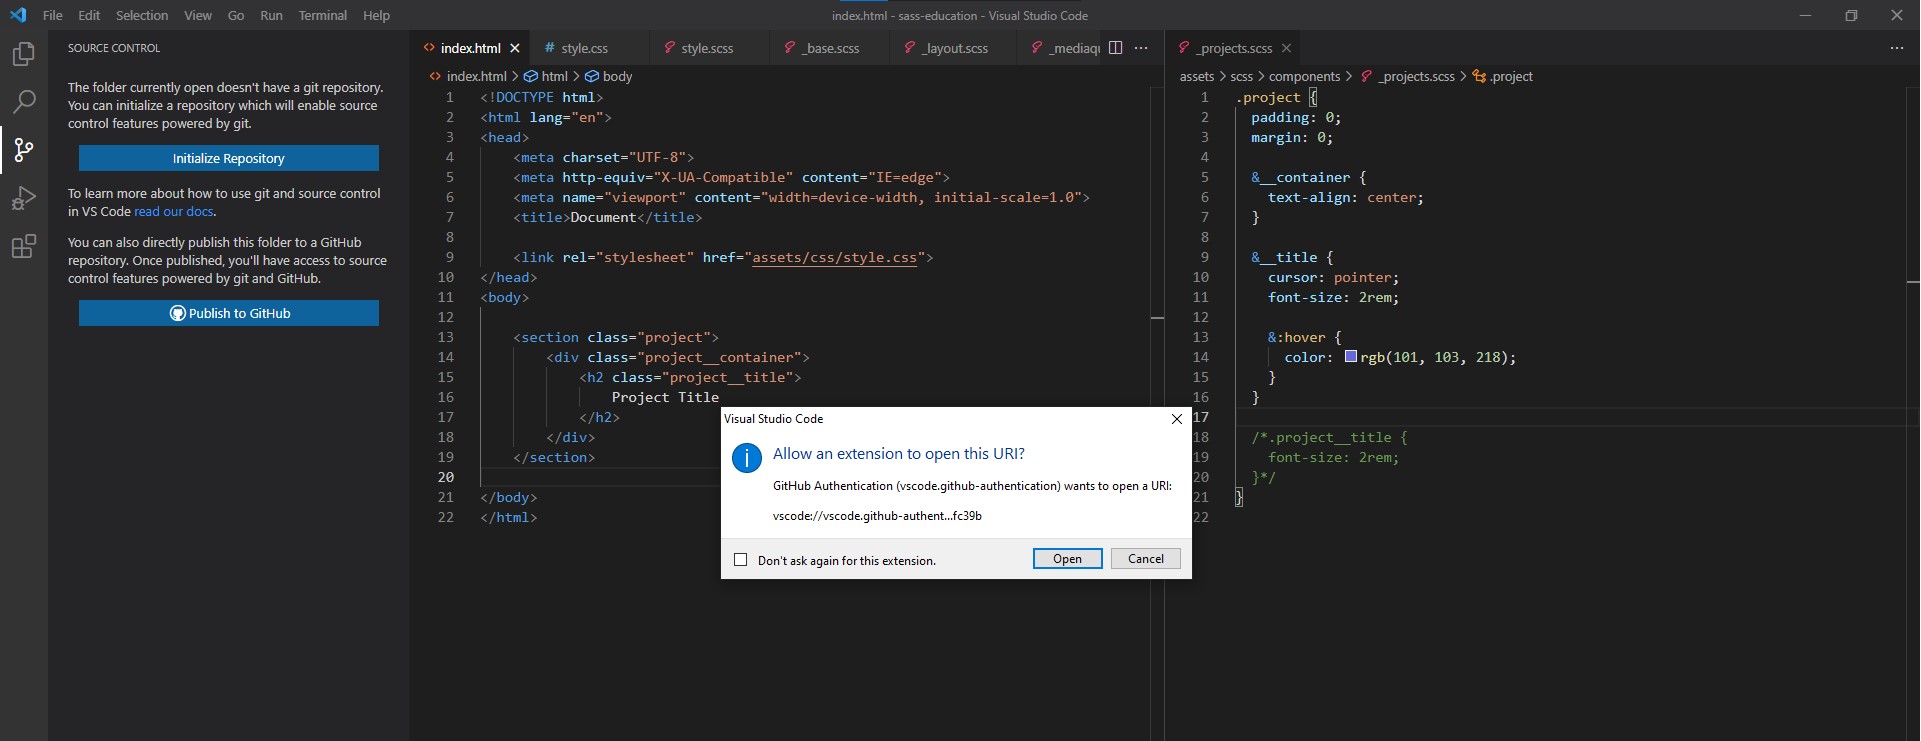 File Edit Selection View Go Run Terminal Help
index.html - sass-education - Visual Studio Code
SOURCE CONTROL
The folder currently open doesn't have a git repository.
You can initialize a repository which will enable source
control features powered by git.
Initialize Repository
To learn more about how to use git and source control
in VS Code read our docs.
You can also directly publish this folder to a GitHub
repository. Once published, you'll have access to source
control features powered by git and GitHub.
Publish to GitHub
index.html style.css style.scss _base.scss _layout.scss _mediaqu
index.html > html > body
1 <!DOCTYPE html>
2 <html lang="en">
3 <head>
4 <meta charset="UTF-8">
5 <meta http-equiv="X-UA-Compatible" content="IE=edge">
6 <meta name="viewport" content="width=device-width, initial-scale=1.0">
7 <title>Document</title>
8
9 <link rel="stylesheet" href="assets/css/style.css">
10 </head>
11 <body>
12
13 <section class="project">
14 <div class="project__container">
15 <h2 class="project__title">
16 Project Title
17 </h2>
18 </div>
19 </section>
20
21 </body>
22 </html>
_projects.scss
assets > scss > components > _projects.scss > .project
1 .project {
2 padding: 0;
3 margin: 0;
4
5 &__container {
6 text-align: center;
7 }
8
9 &__title {
10 cursor: pointer;
11 font-size: 2rem;
12
13 &:hover {
14 color: rgb(101, 103, 218);
15 }
16 }
17
18 /*.project__title {
19 font-size: 2rem;
20 }*/
21 }
22
Visual Studio Code
Allow an extension to open this URI?
GitHub Authentication (vscode.github-authentication) wants to open a URI:
vscode://vscode.github-authent...fc39b
Don't ask again for this extension.
Open Cancel